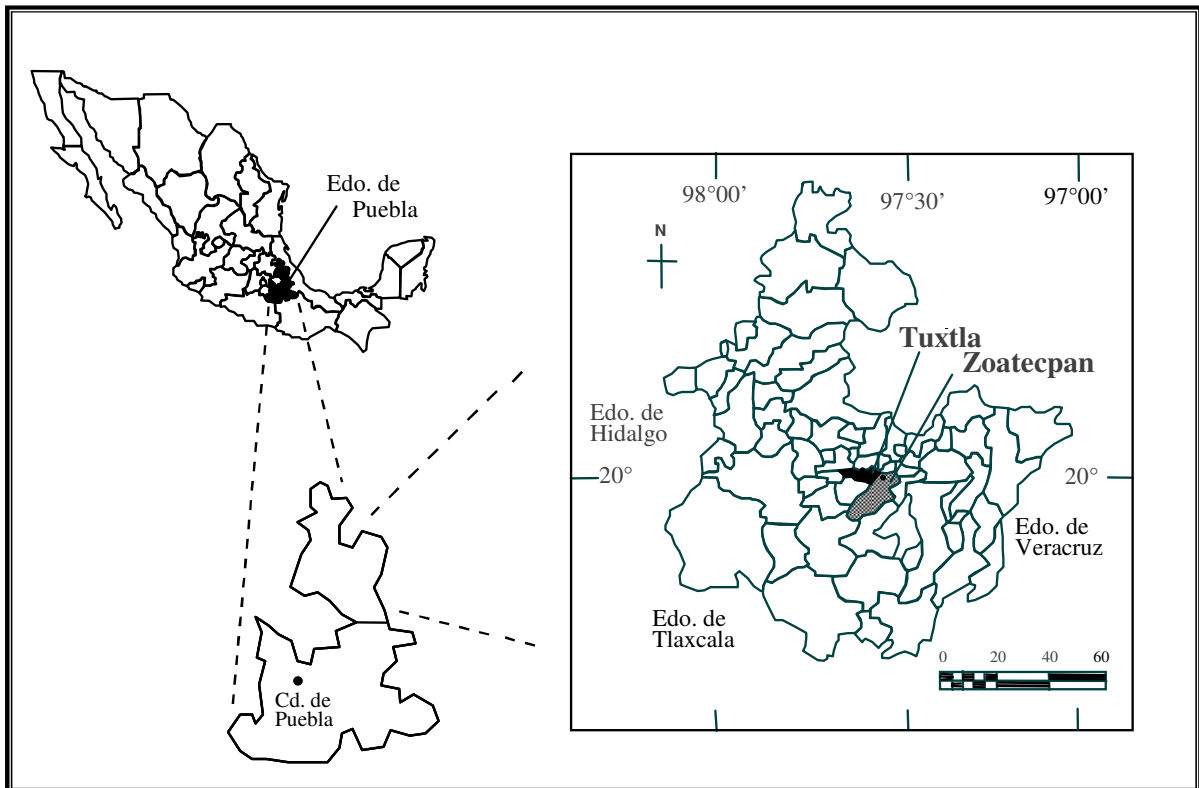 Edo. de
Puebla
Cd. de
Puebla
98°00’
97°30’
97°00’
N
Tuxtla
Zoatecpan
Edo. de
Hidalgo
20°
20°
Edo. de
Veracruz
Edo. de
Tlaxcala
0 20 40 60